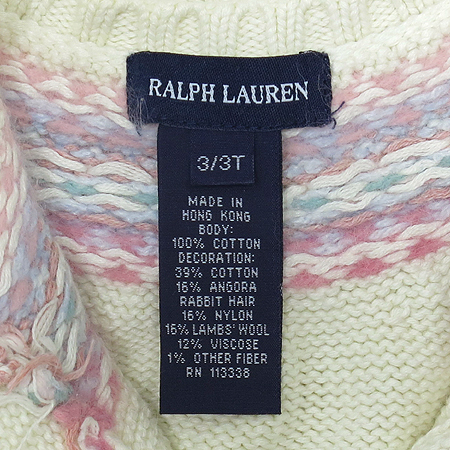 RALPH LAUREN
3/3T
MADE IN
HONG KONG
BODY:
100% COTTON
DECORATION:
39% COTTON
16% ANGORA
RABBIT HAIR
16% NYLON
16% LAMBS' WOOL
12% VISCOSE
1% OTHER FIBER
RN 113338